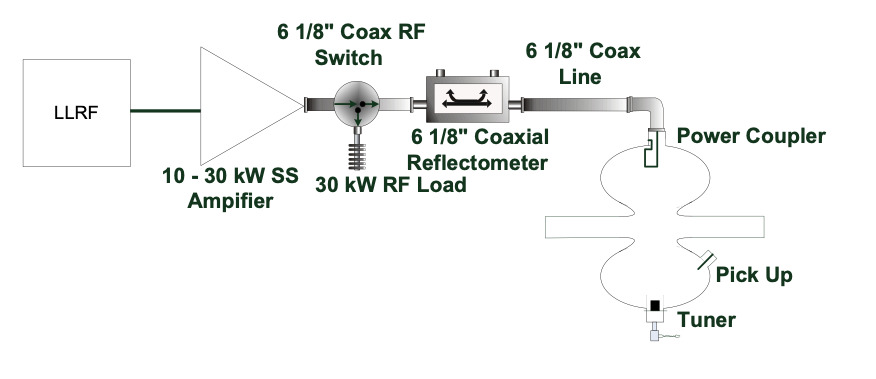 6 1/8" Coax RF
Switch
6 1/8" Coax
Line
LLRF
6 1/8" Coaxial
Reflectometer
Power Coupler
10 - 30 kW SS
Ampifier
30 kW RF Load
Pick Up
Tuner